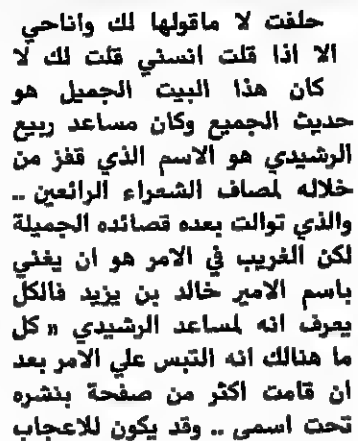 حلفت لا ماقولها لك واناحي
الا اذا قلت انسني قلت لك لا
كان هذا البيت الجميل هو
حديث الجميع وكان مساعد ربيع
الرشيدي هو الاسم الذي قفز من
خلاله لمصاف الشعراء الرائعين ..
والذي توالت بعده قصائده الجميلة
لكن الغريب في الامر هو ان يغني
باسم الامير خالد بن يزيد فالكل
يعرف انه لمساعد الرشيدي « كل
ما هنالك انه التبس علي الامر بعد
ان قامت اكثر من صفحة بنشره
تحت اسمى .. وقد يكون للاعجاب